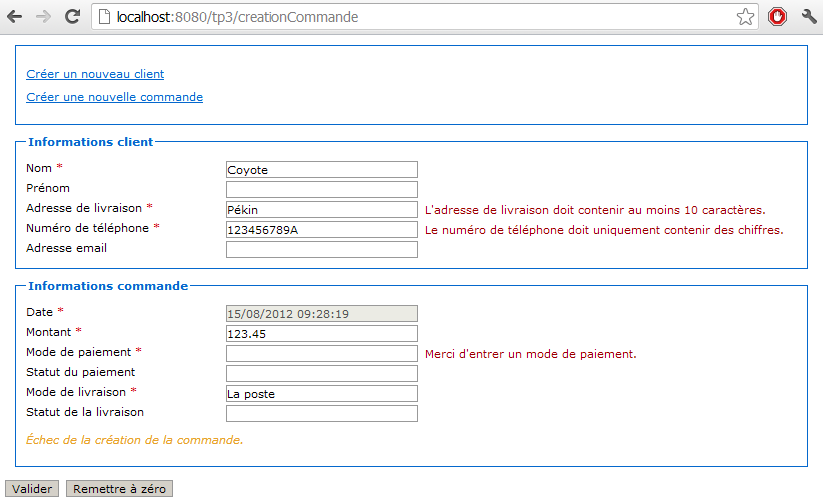 localhost:8080/tp3/creationCommande
Créer un nouveau client
Créer une nouvelle commande
Informations client
Nom * Coyote
Prénom
Adresse de livraison * Pékin L'adresse de livraison doit contenir au moins 10 caractères.
Numéro de téléphone * 123456789A Le numéro de téléphone doit uniquement contenir des chiffres.
Adresse email
Informations commande
Date * 15/08/2012 09:28:19
Montant * 123.45
Mode de paiement * Merci d'entrer un mode de paiement.
Statut du paiement
Mode de livraison * La poste
Statut de la livraison
Échec de la création de la commande.
Valider Remettre à zéro